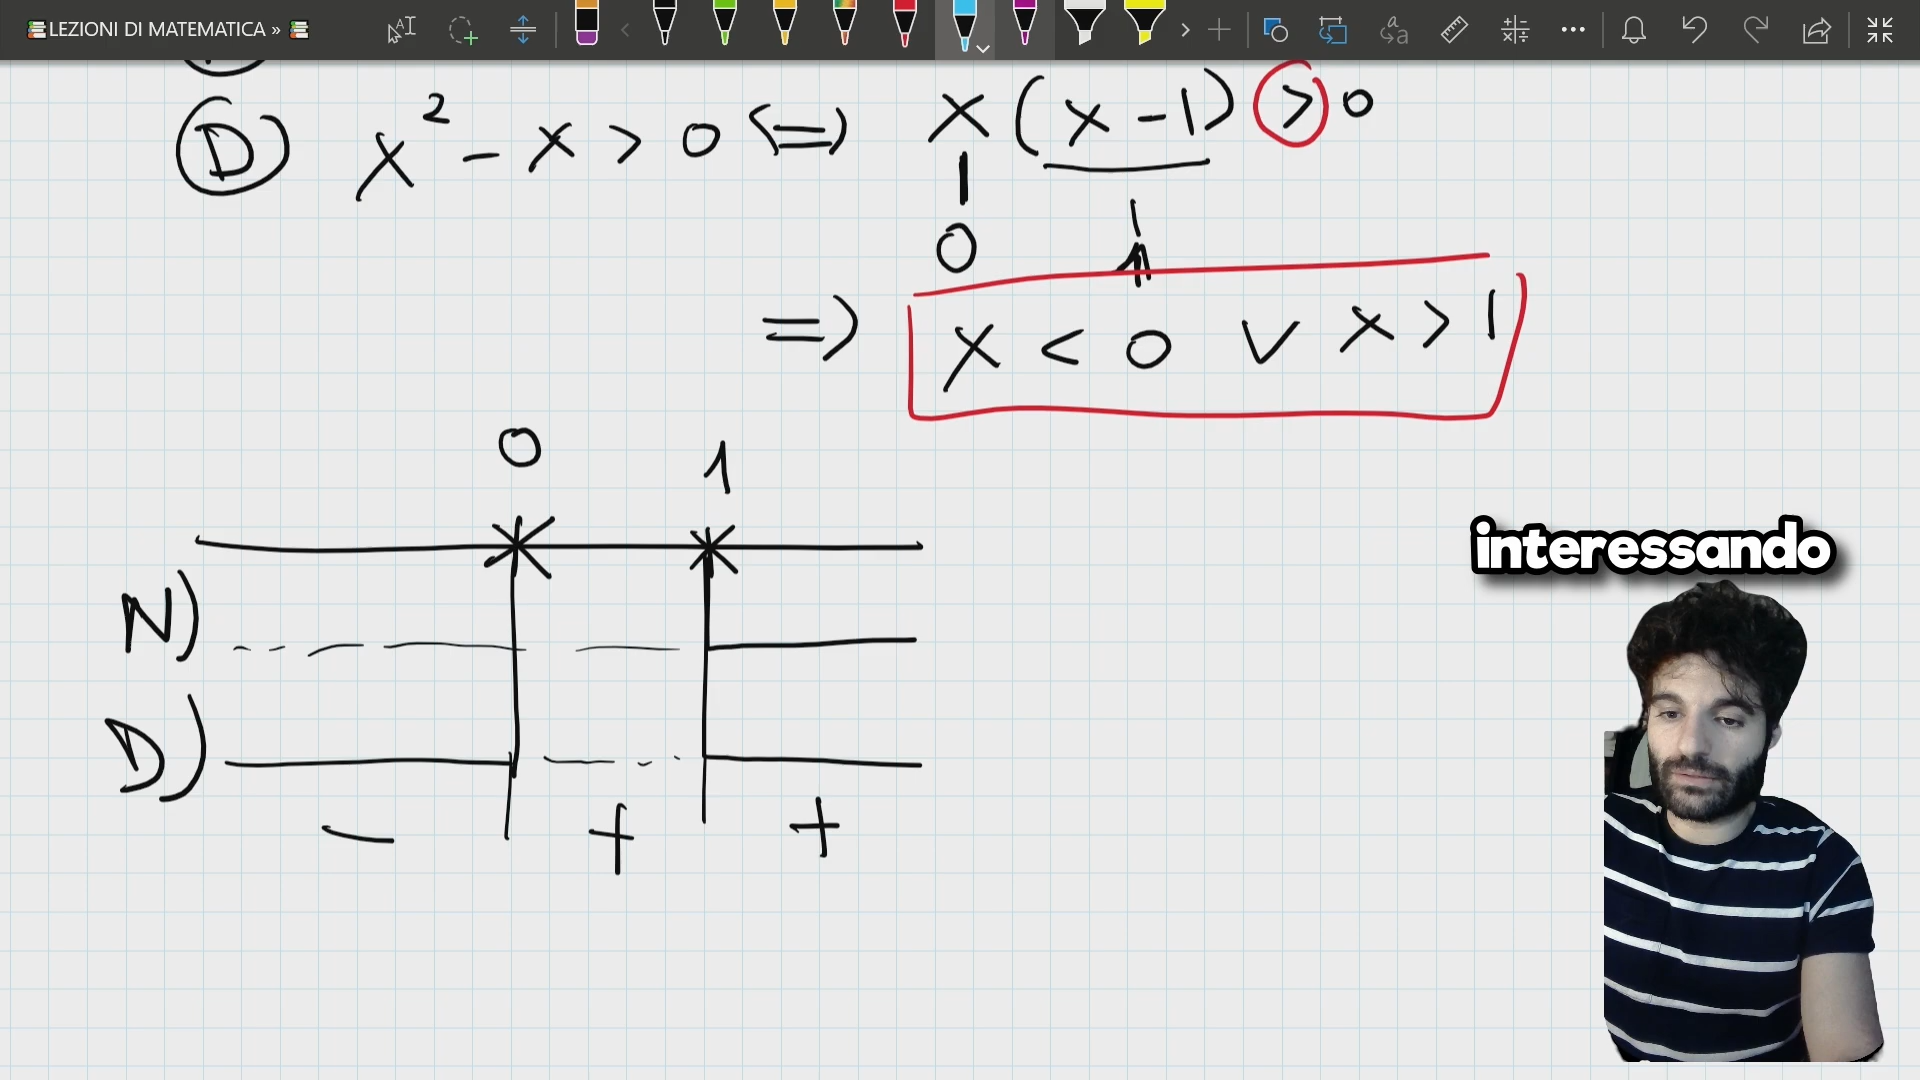 LEZIONI DI MATEMATICA »
D x² - x > 0 <=> x (x - 1) > 0
0 1
=> x < 0 ∨ x > 1
0 1
N)
D)
- + +
interessando